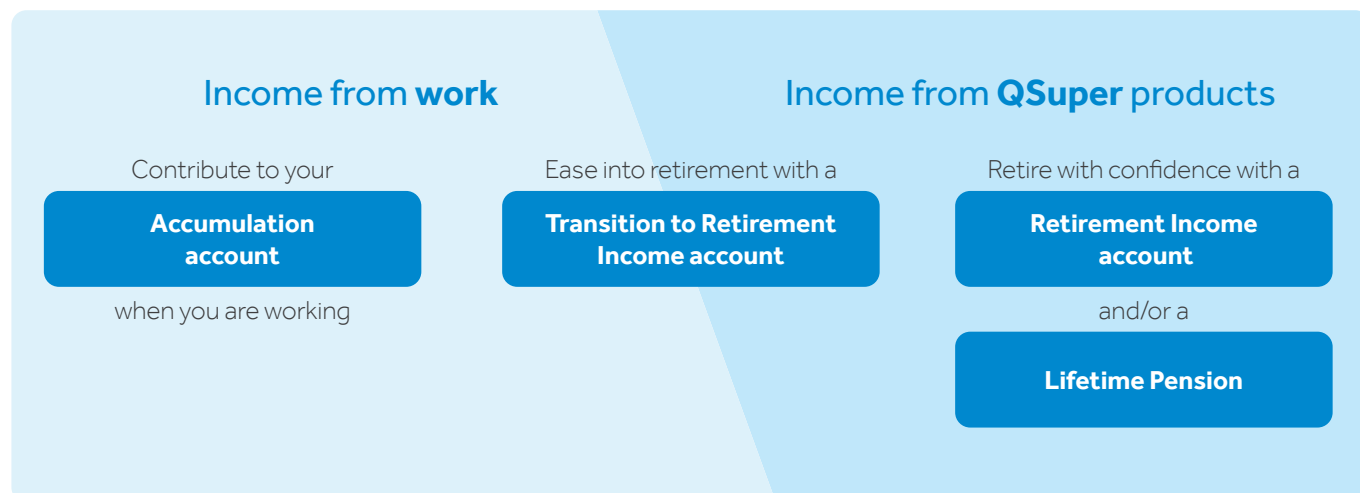 Income from work
Contribute to your
Accumulation
account
when you are working
Ease into retirement with a
Transition to Retirement
Income account
Income from QSuper products
Retire with confidence with a
Retirement Income
account
and/or a
Lifetime Pension